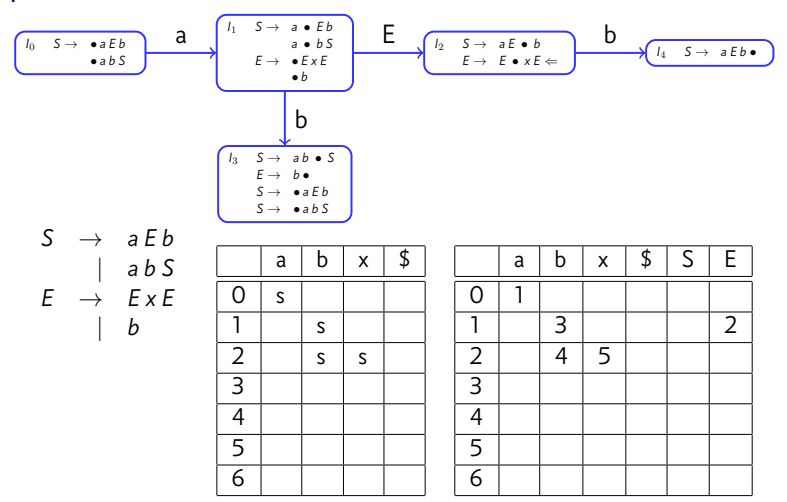 I0 S → • a E b
• a b S
a
I1 S → a • E b
a • b S
E → • E x E
• b
E
I2 S → a E • b
E → E • x E ⇐
b
I4 S → a E b •
b
I3 S → a b • S
E → b •
S → • a E b
S → • a b S
S → a E b
| a b S
E → E x E
| b
a b x $
0 s
1 s
2 s s
3
4
5
6
a b x $ S E
0 1
1 3 2
2 4 5
3
4
5
6